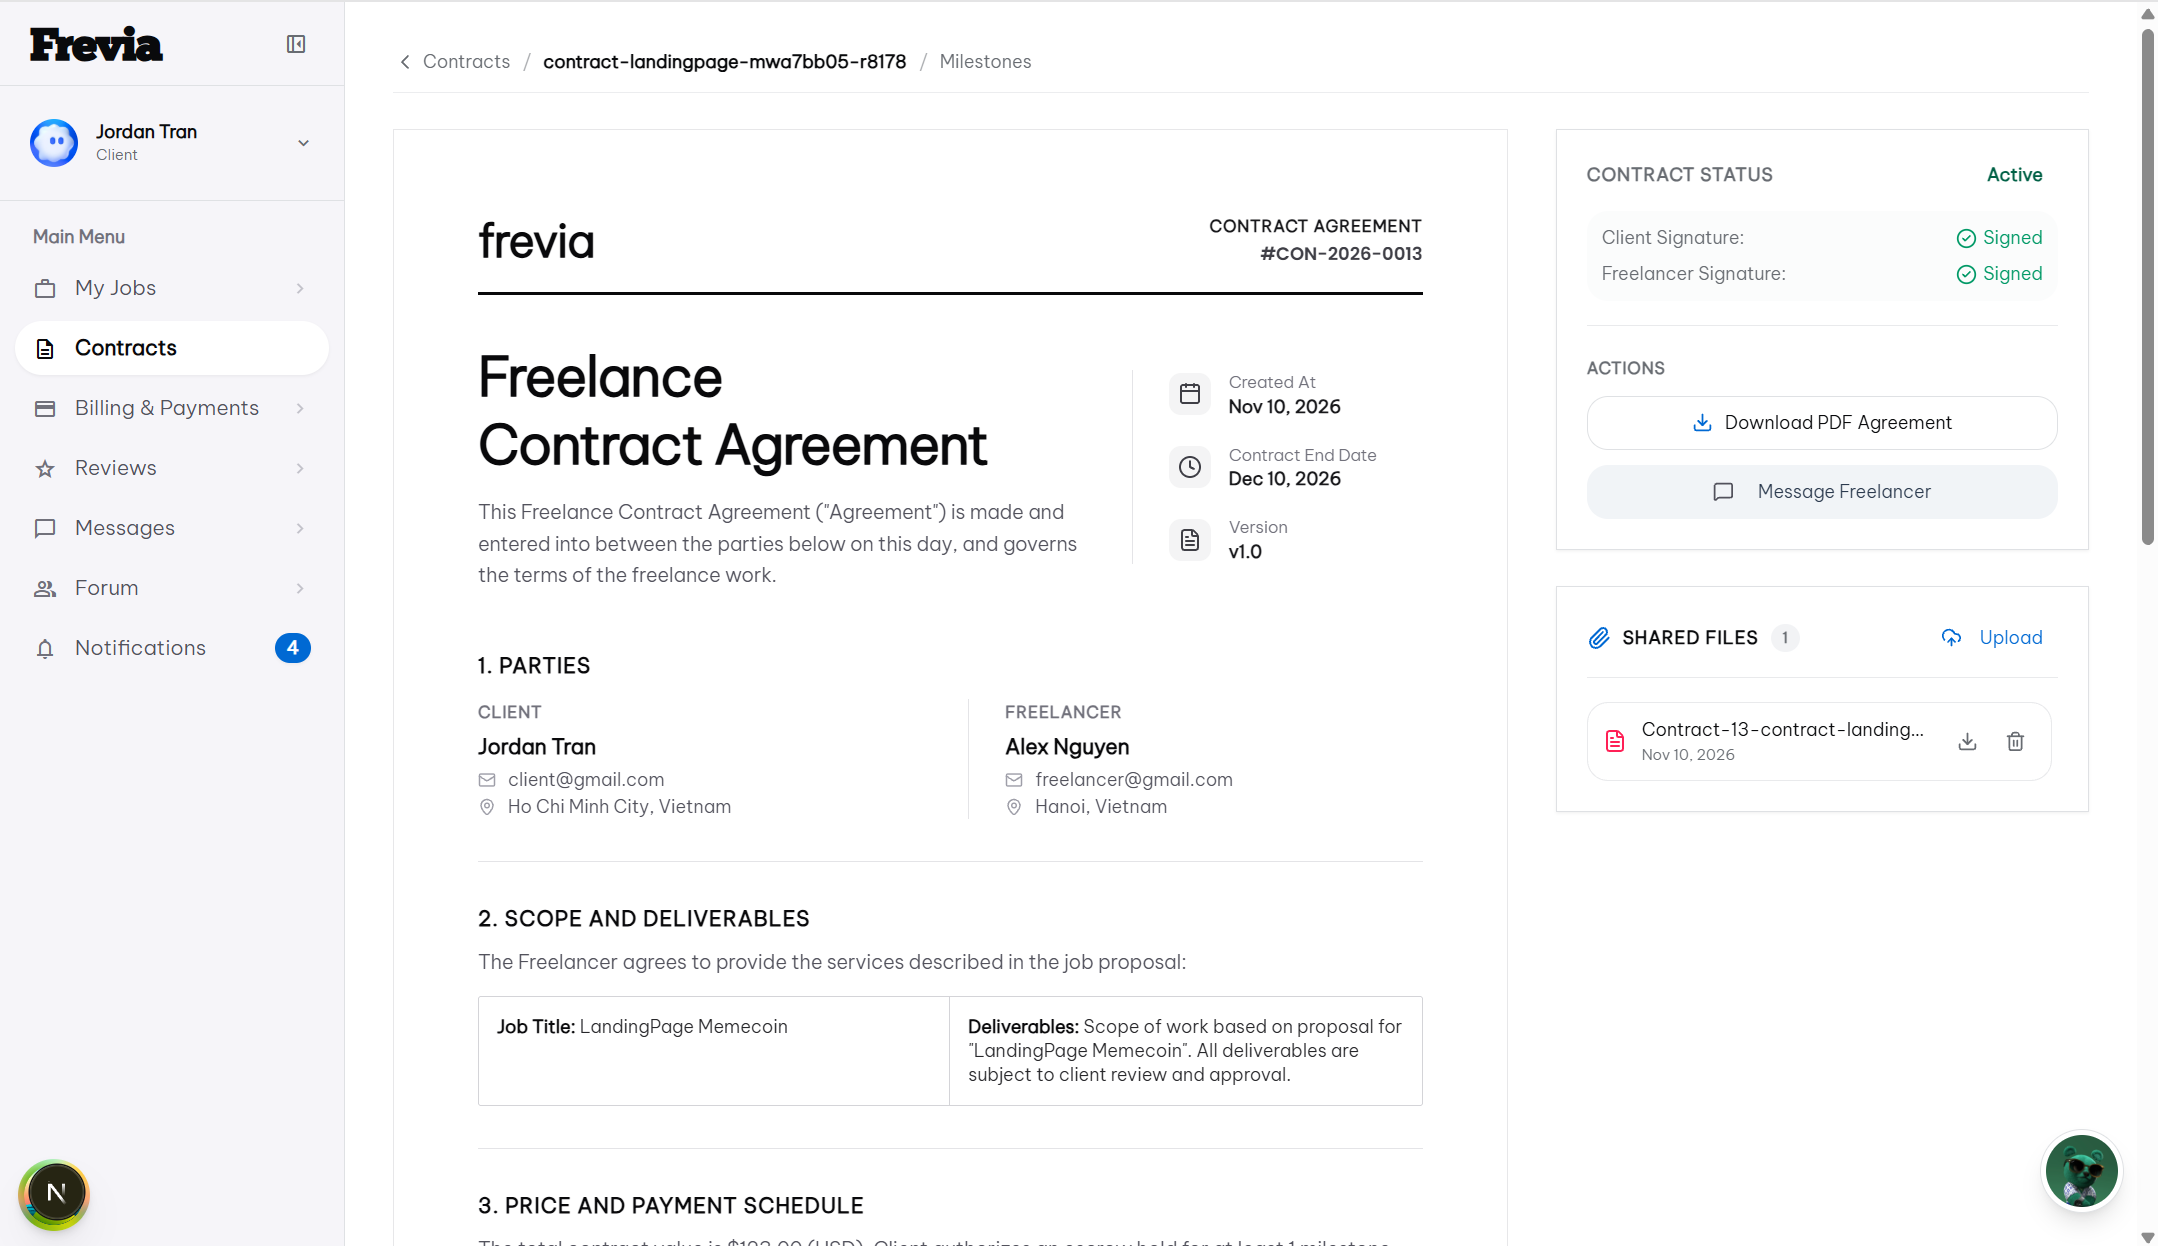 Frevia
Jordan Tran
Client
Main Menu
My Jobs
Contracts
Billing & Payments
Reviews
Messages
Forum
Notifications 4
N
Contracts / contract-landingpage-mwa7bb05-r8178 / Milestones
frevia
CONTRACT AGREEMENT
#CON-2026-0013
Freelance
Contract Agreement
This Freelance Contract Agreement ("Agreement") is made and
entered into between the parties below on this day, and governs
the terms of the freelance work.
Created At
Nov 10, 2026
Contract End Date
Dec 10, 2026
Version
v1.0
1. PARTIES
CLIENT
Jordan Tran
client@gmail.com
Ho Chi Minh City, Vietnam
FREELANCER
Alex Nguyen
freelancer@gmail.com
Hanoi, Vietnam
2. SCOPE AND DELIVERABLES
The Freelancer agrees to provide the services described in the job proposal:
Job Title: LandingPage Memecoin
Deliverables: Scope of work based on proposal for
"LandingPage Memecoin". All deliverables are
subject to client review and approval.
3. PRICE AND PAYMENT SCHEDULE
CONTRACT STATUS Active
Client Signature: Signed
Freelancer Signature: Signed
ACTIONS
Download PDF Agreement
Message Freelancer
SHARED FILES 1 Upload
Contract-13-contract-landing...
Nov 10, 2026